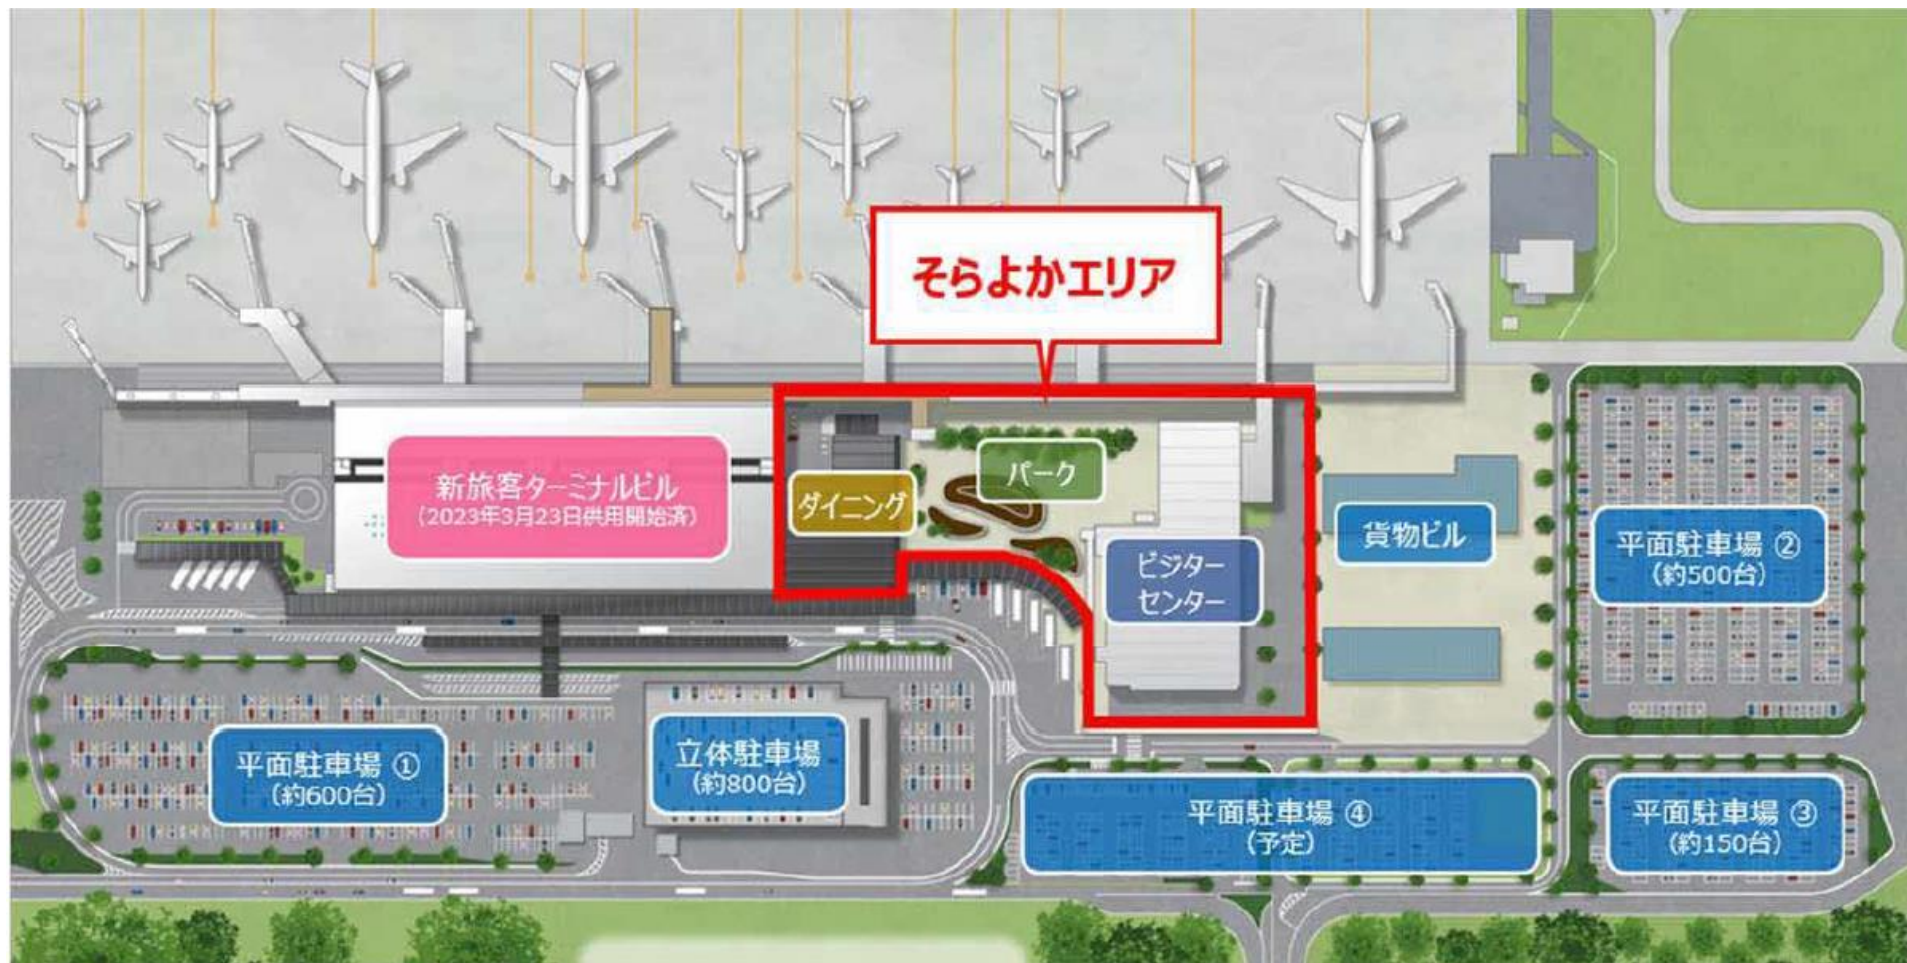 そらよかエリア
新旅客ターミナルビル
(2023年3月23日供用開始済)
ダイニング
パーク
ビジター
センター
貨物ビル
平面駐車場 ②
(約500台)
平面駐車場 ①
(約600台)
立体駐車場
(約800台)
平面駐車場 ④
(予定)
平面駐車場 ③
(約150台)